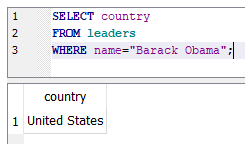 1 SELECT country
2 FROM leaders
3 WHERE name="Barack Obama";
country
1 United States